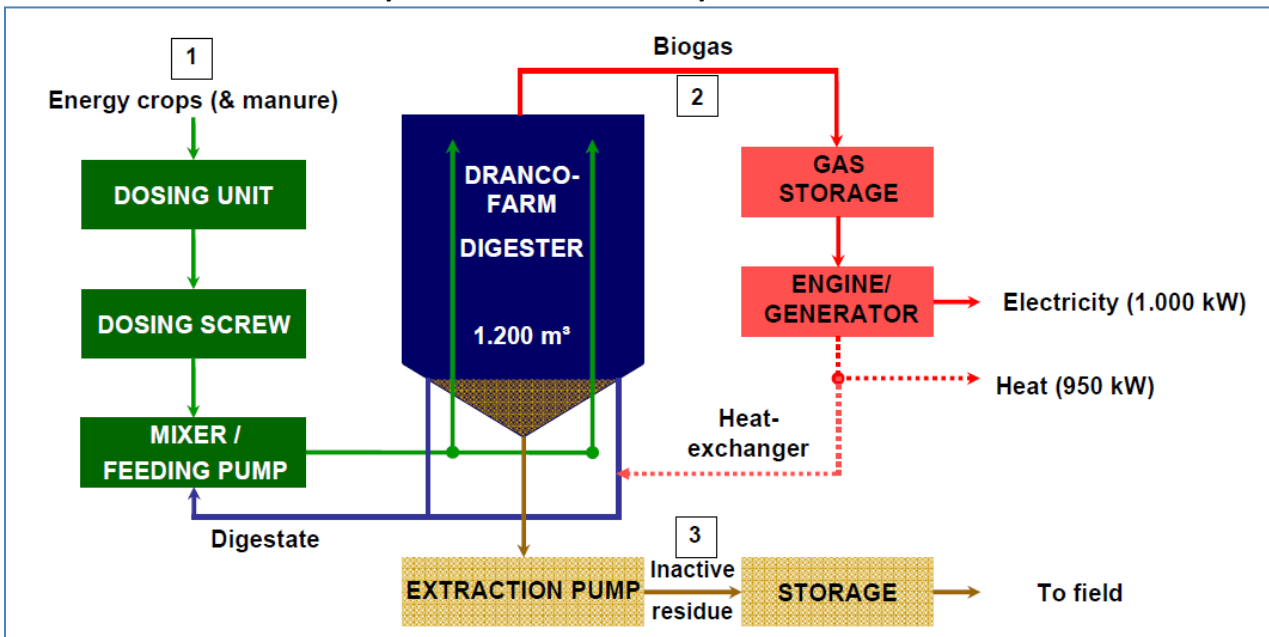 1
Energy crops (& manure)
DOSING UNIT
DOSING SCREW
MIXER /
FEEDING PUMP
Digestate
DRANCO-
FARM
DIGESTER
1.200 m³
Biogas
2
GAS
STORAGE
ENGINE/
GENERATOR
Electricity (1.000 kW)
Heat (950 kW)
Heat-
exchanger
EXTRACTION PUMP
3
Inactive
residue
STORAGE
To field